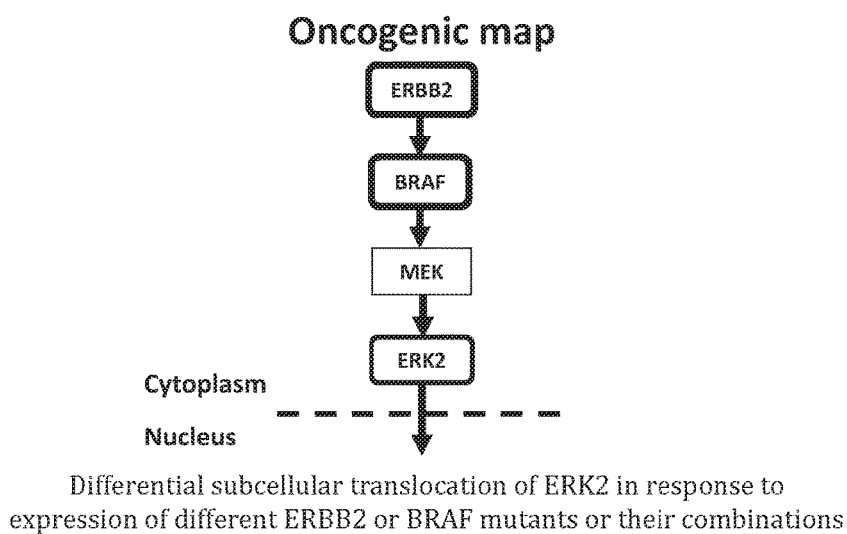 Oncogenic map
ERBB2
BRAF
MEK
ERK2
Cytoplasm
Nucleus
Differential subcellular translocation of ERK2 in response to
expression of different ERBB2 or BRAF mutants or their combinations